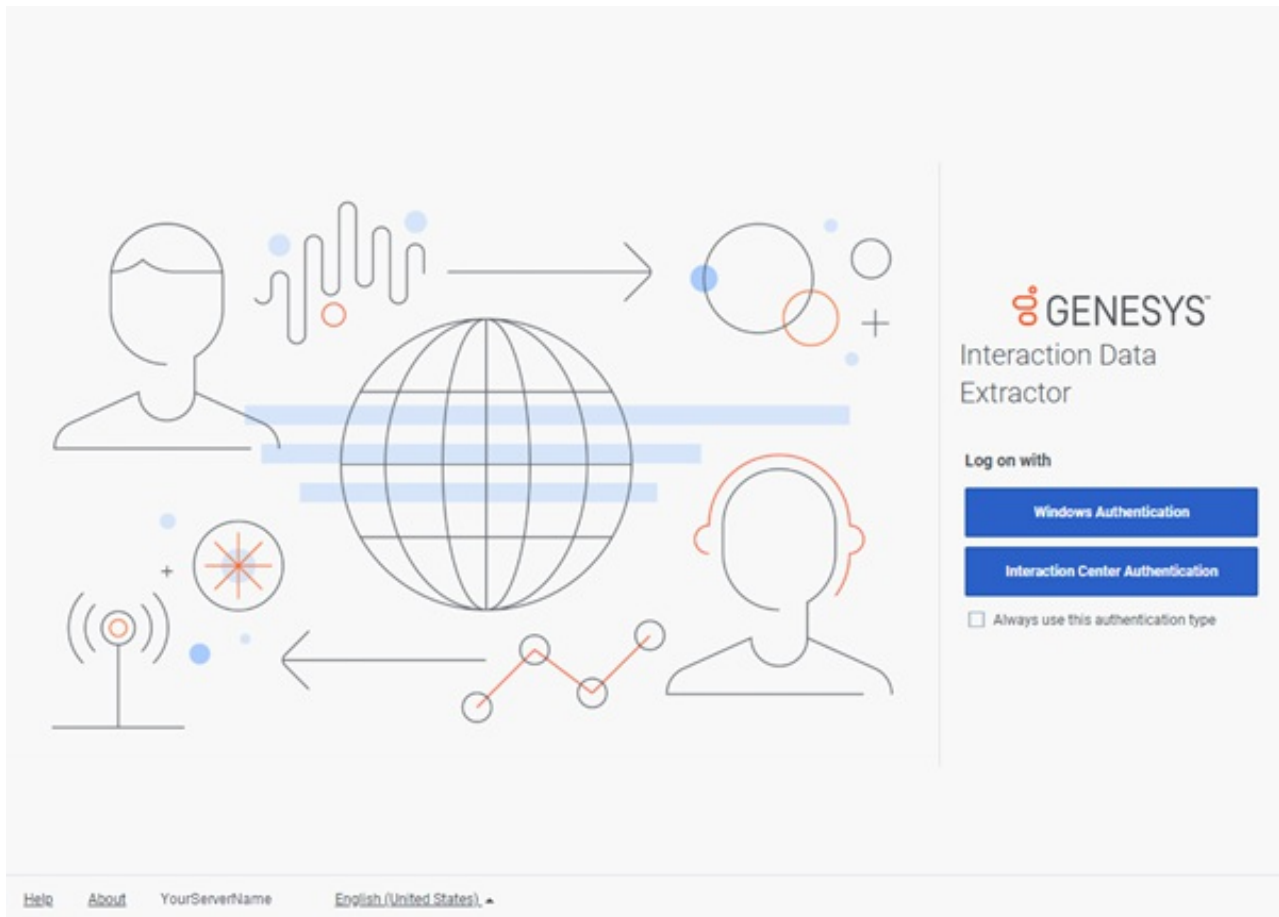 GENESYS™
Interaction Data
Extractor
Log on with
Windows Authentication
Interaction Center Authentication
Always use this authentication type
Help About YourServerName English (United States)